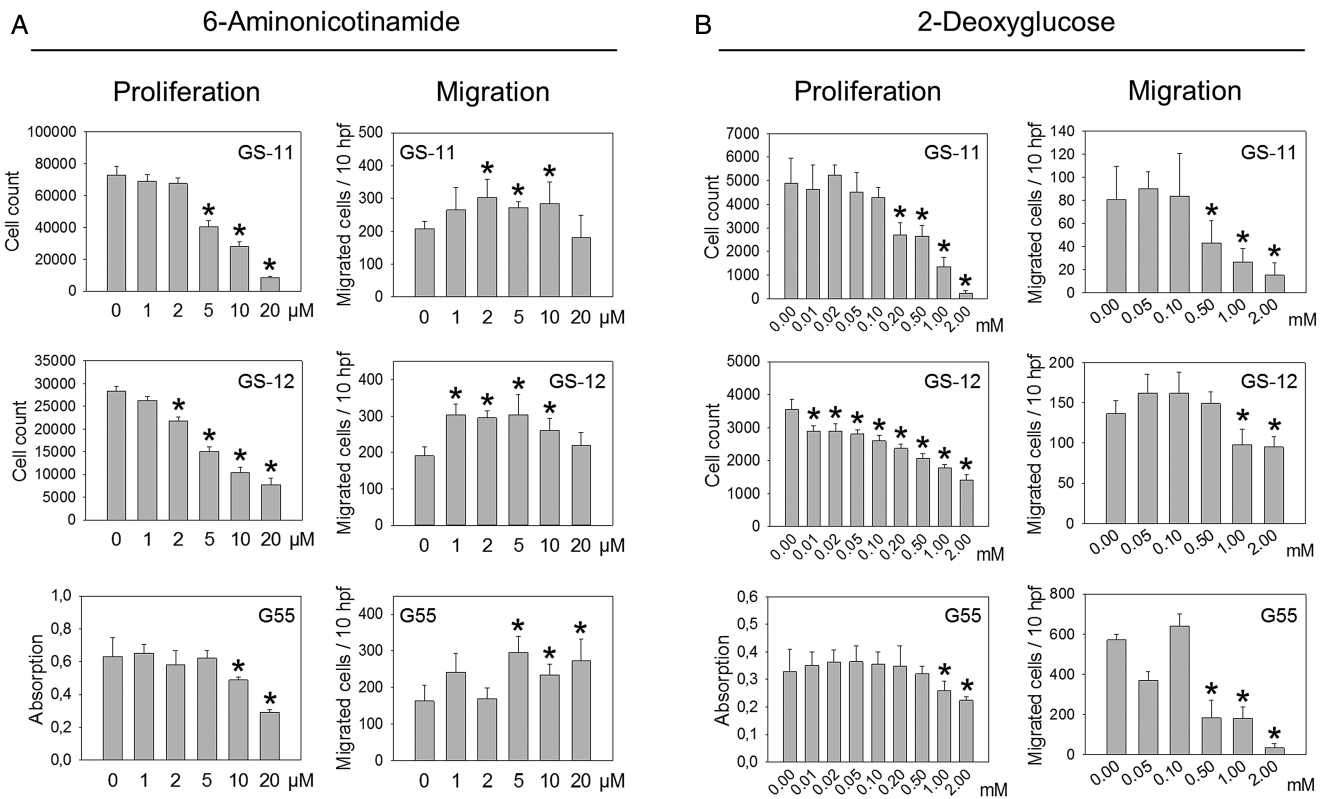 A 6-Aminonicotinamide
Proliferation Migration
Cell count
100000
80000
60000
40000
20000
0
GS-11
* * *
0 1 2 5 10 20 µM
Migrated cells / 10 hpf
500
400
300
200
100
0
GS-11
* * *
0 1 2 5 10 20 µM
Cell count
35000
30000
25000
20000
15000
10000
5000
0
GS-12
* * * *
0 1 2 5 10 20 µM
Migrated cells / 10 hpf
400
300
200
100
0
GS-12
* * * *
0 1 2 5 10 20 µM
Absorption
1,0
0,8
0,6
0,4
0,2
0,0
G55
* *
0 1 2 5 10 20 µM
Migrated cells / 10 hpf
400
300
200
100
0
G55
* * *
0 1 2 5 10 20 µM
B 2-Deoxyglucose
Proliferation Migration
Cell count
7000
6000
5000
4000
3000
2000
1000
0
GS-11
* * * *
0.00 0.01 0.02 0.05 0.10 0.20 0.50 1.00 2.00 mM
Migrated cells / 10 hpf
140
120
100
80
60
40
20
0
GS-11
* * *
0.00 0.05 0.10 0.50 1.00 2.00 mM
Cell count
5000
4000
3000
2000
1000
0
GS-12
* * * * * * * *
0.00 0.01 0.02 0.05 0.10 0.20 0.50 1.00 2.00 mM
Migrated cells / 10 hpf
200
150
100
50
0
GS-12
* *
0.00 0.05 0.10 0.50 1.00 2.00 mM
Absorption
0,6
0,5
0,4
0,3
0,2
0,1
0,0
G55
* *
0.00 0.01 0.02 0.05 0.10 0.20 0.50 1.00 2.00 mM
Migrated cells / 10 hpf
800
600
400
200
0
G55
* * *
0.00 0.05 0.10 0.50 1.00 2.00 mM